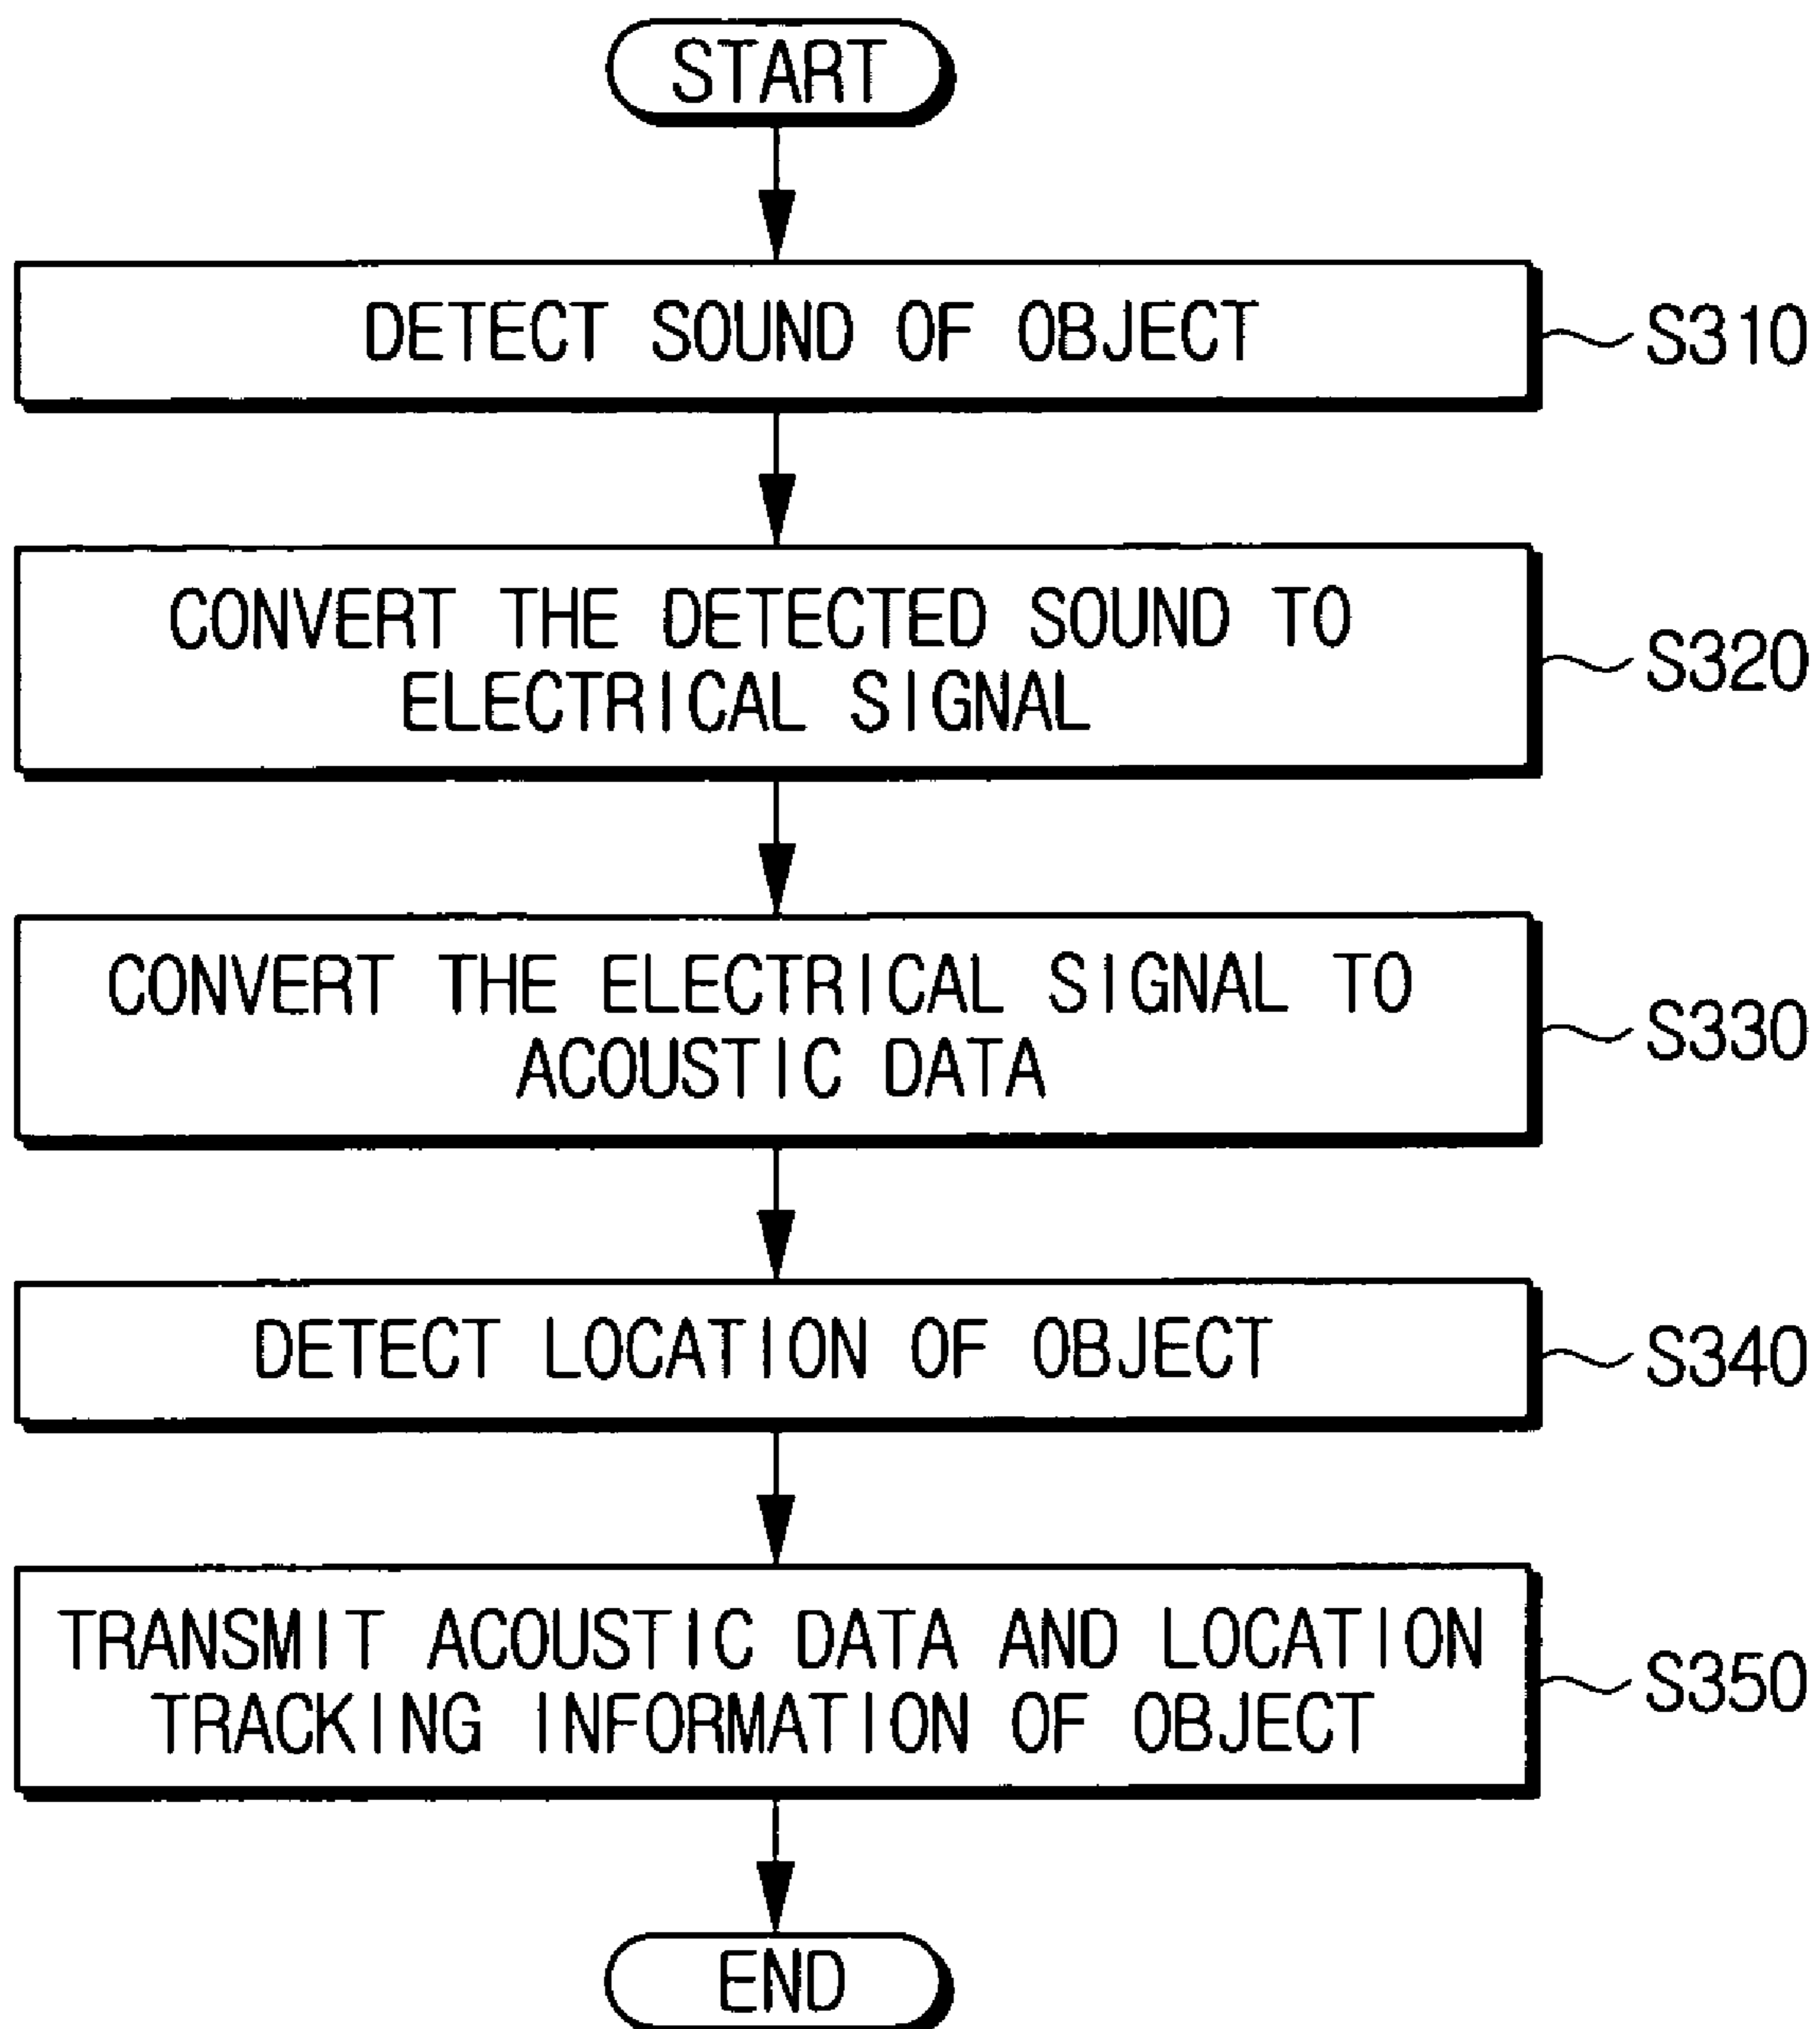 START
DETECT SOUND OF OBJECT
S310
CONVERT THE DETECTED SOUND TO
ELECTRICAL SIGNAL
S320
CONVERT THE ELECTRICAL SIGNAL TO
ACOUSTIC DATA
S330
DETECT LOCATION OF OBJECT
S340
TRANSMIT ACOUSTIC DATA AND LOCATION
TRACKING INFORMATION OF OBJECT
S350
END